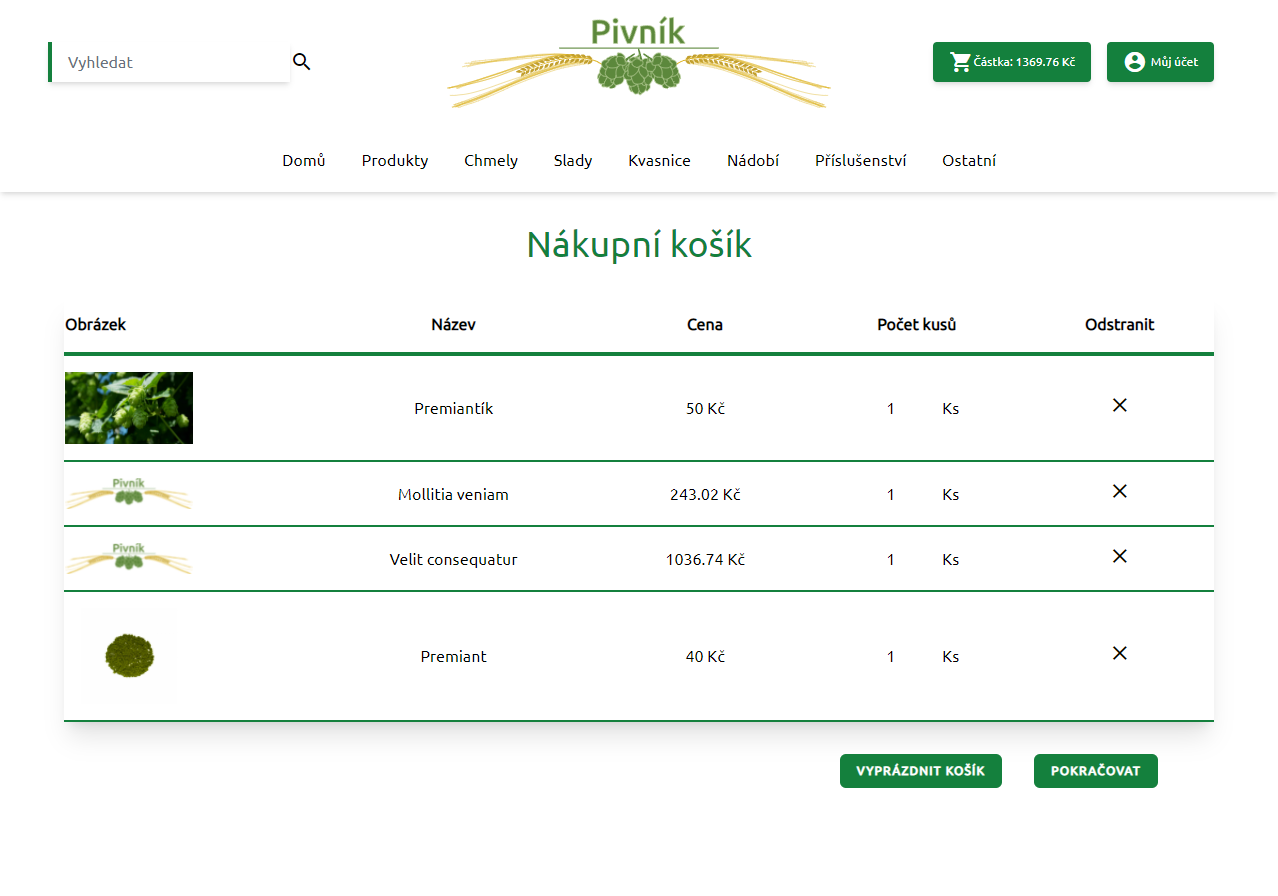 Pivník
Vyhledat
Částka: 1369.76 Kč
Můj účet
Domů Produkty Chmely Slady Kvasnice Nádobí Příslušenství Ostatní
Nákupní košík
Obrázek Název Cena Počet kusů Odstranit
Premiantík 50 Kč 1 Ks
Pivník
Mollitia veniam 243.02 Kč 1 Ks
Pivník
Velit consequatur 1036.74 Kč 1 Ks
Premiant 40 Kč 1 Ks
VYPRÁZDNIT KOŠÍK POKRAČOVAT